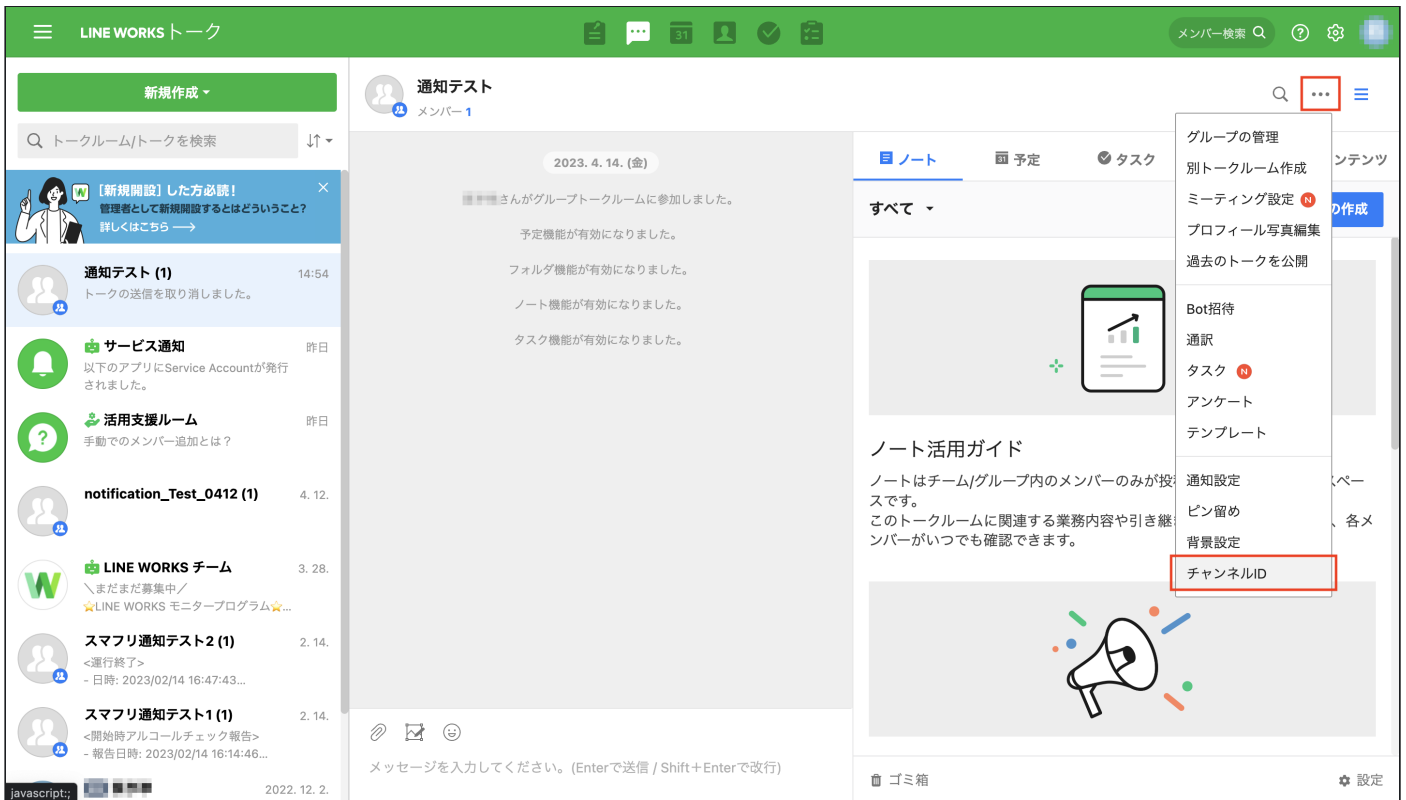 LINE WORKS トーク
31
メンバー検索
新規作成
トークルーム/トークを検索
[新規開設] した方必読!
管理者として新規開設するとはどういうこと?
詳しくはこちら
通知テスト (1)
14:54
トークの送信を取り消しました。
サービス通知
昨日
以下のアプリにService Accountが発行
されました。
活用支援ルーム
昨日
手動でのメンバー追加とは？
notification_Test_0412 (1)
4. 12.
LINE WORKS チーム
3. 28.
＼まだまだ募集中／
⭐LINE WORKS モニタープログラム⭐...
スマフリ通知テスト2 (1)
2. 14.
<運行終了>
- 日時: 2023/02/14 16:47:43...
スマフリ通知テスト1 (1)
2. 14.
<開始時アルコールチェック報告>
- 報告日時: 2023/02/14 16:14:46...
2022. 12. 2.
javascript:;
通知テスト
メンバー 1
2023. 4. 14. (金)
さんがグループトークルームに参加しました。
予定機能が有効になりました。
フォルダ機能が有効になりました。
ノート機能が有効になりました。
タスク機能が有効になりました。
メッセージを入力してください。(Enterで送信 / Shift＋Enterで改行)
ノート
予定
タスク
ンテンツ
すべて
の作成
ノート活用ガイド
ノートはチーム/グループ内のメンバーのみが投
スペー
スです。
このトークルームに関連する業務内容や引き継
、各メ
ンバーがいつでも確認できます。
ゴミ箱
設定
グループの管理
別トークルーム作成
ミーティング設定 N
プロフィール写真編集
過去のトークを公開
Bot招待
通訳
タスク N
アンケート
テンプレート
通知設定
ピン留め
背景設定
チャンネルID